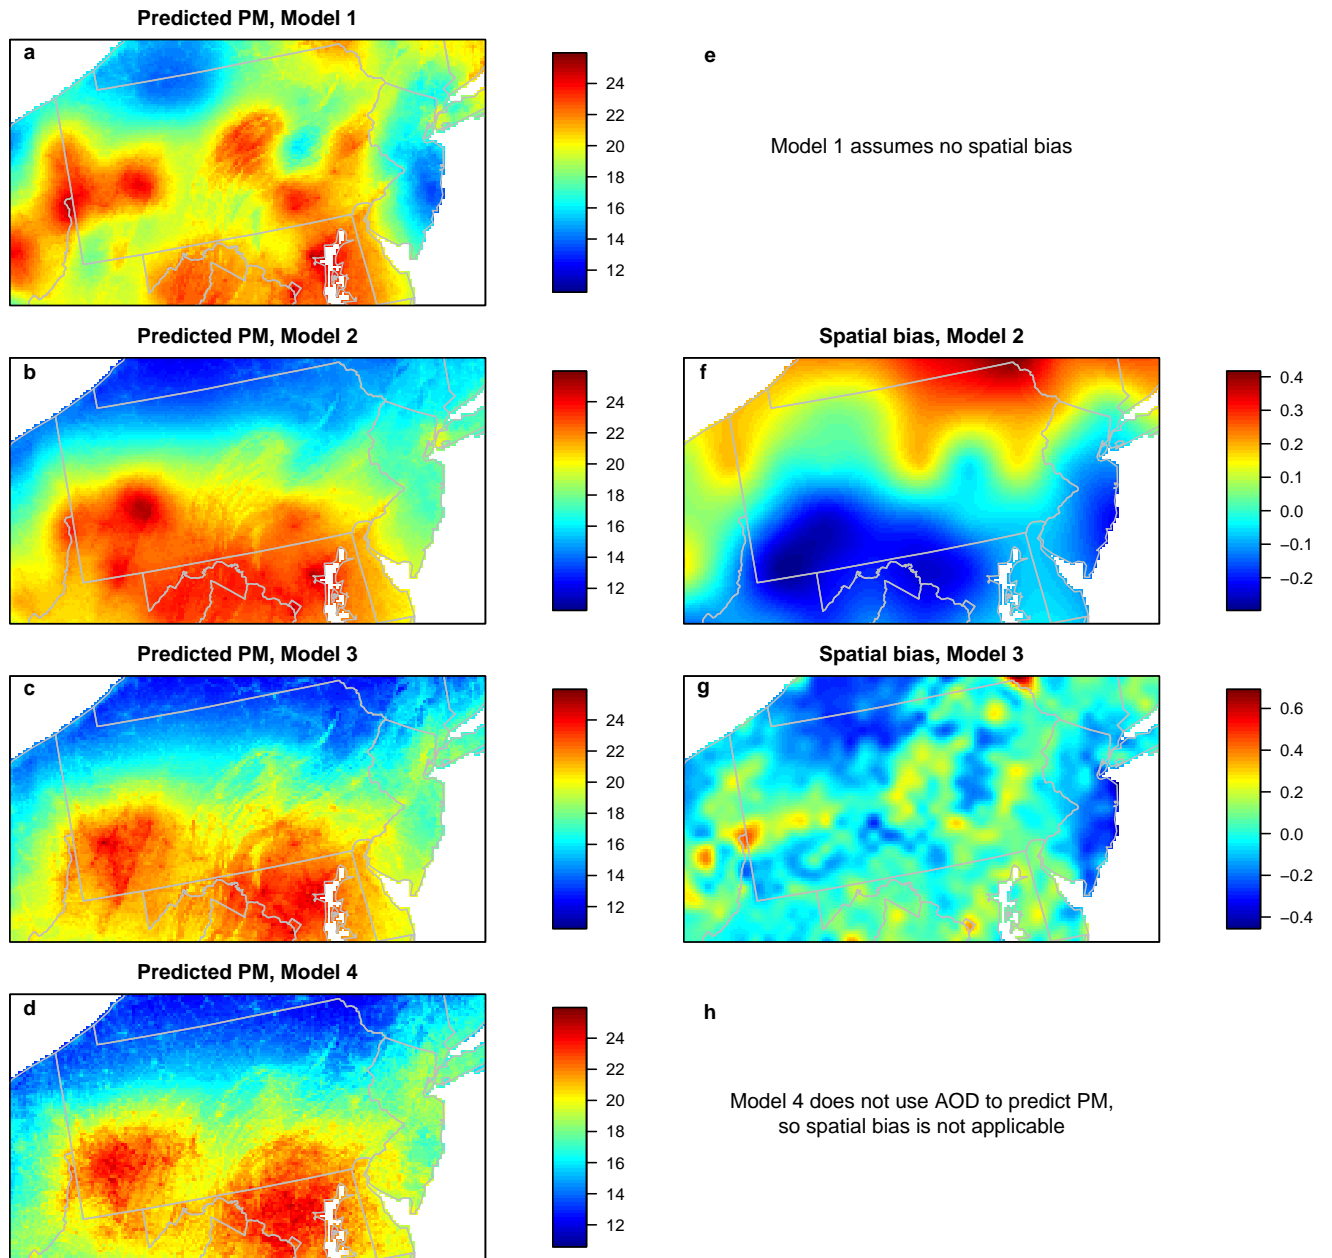 Predicted PM, Model 1
a
24
22
20
18
16
14
12
e
Model 1 assumes no spatial bias
Predicted PM, Model 2
b
24
22
20
18
16
14
12
Spatial bias, Model 2
f
0.4
0.3
0.2
0.1
0.0
−0.1
−0.2
Predicted PM, Model 3
c
24
22
20
18
16
14
12
Spatial bias, Model 3
g
0.6
0.4
0.2
0.0
−0.2
−0.4
Predicted PM, Model 4
d
24
22
20
18
16
14
12
h
Model 4 does not use AOD to predict PM,
so spatial bias is not applicable